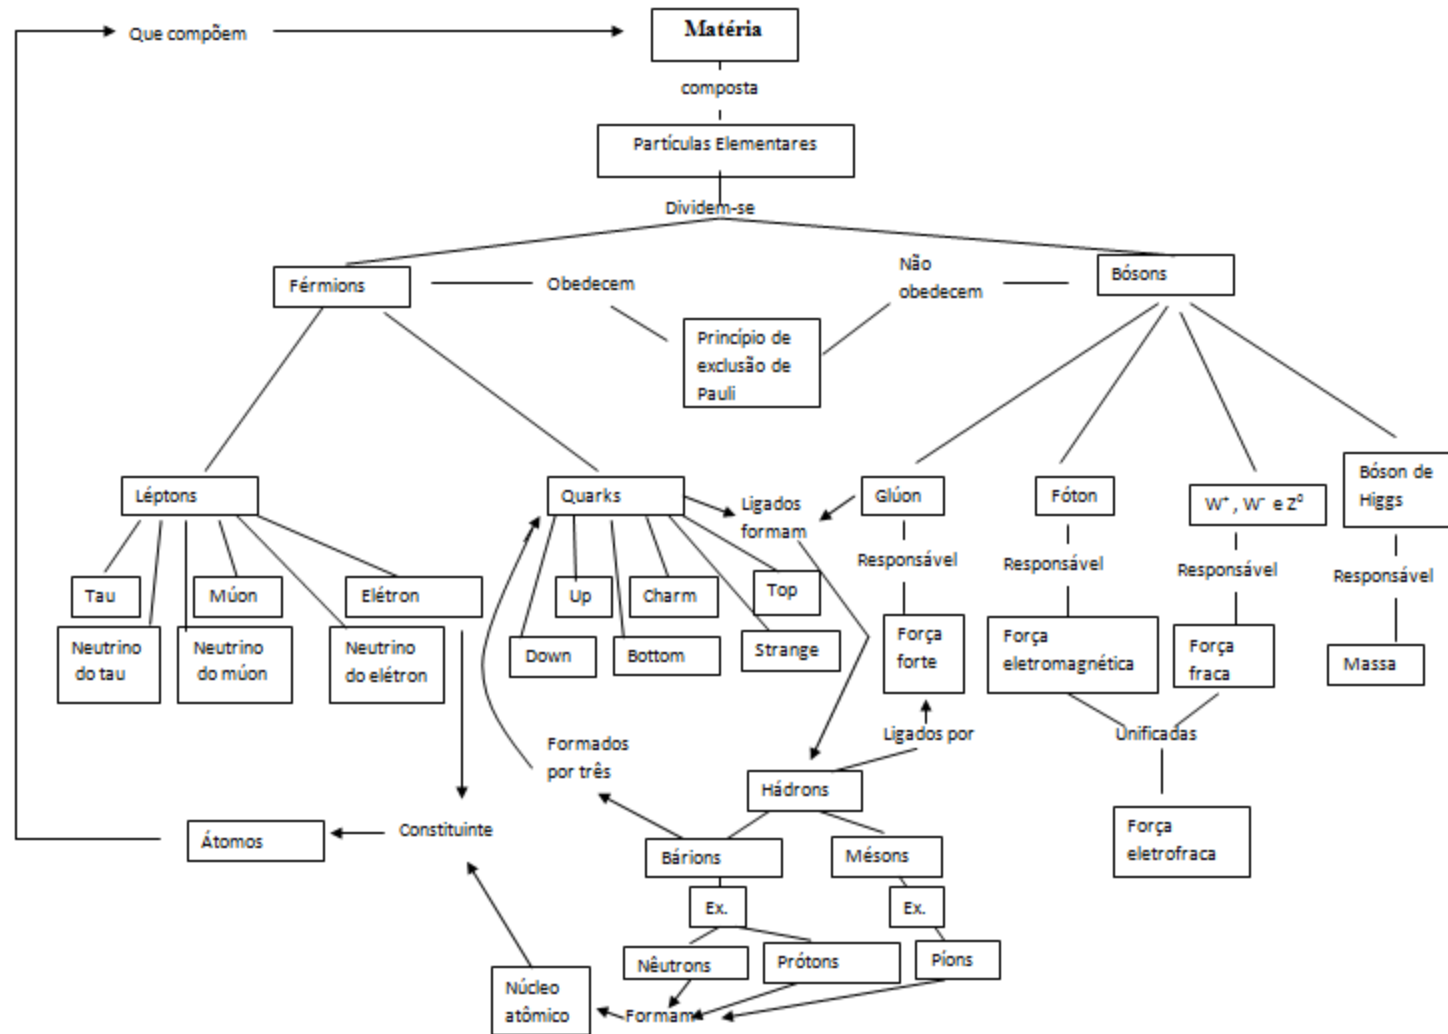 Que compõem
Matéria
composta
Partículas Elementares
Dividem-se
Férmions
Obedecem
Não
obedecem
Bósons
Princípio de
exclusão de
Pauli
Léptons
Quarks
Ligados
formam
Glúon
Fóton
W⁺ , W⁻ e Z⁰
Bóson de
Higgs
Responsável
Responsável
Responsável
Responsável
Tau
Múon
Elétron
Up
Charm
Top
Neutrino
do tau
Neutrino
do múon
Neutrino
do elétron
Down
Bottom
Strange
Força
forte
Força
eletromagnética
Força
fraca
Massa
Ligados por
Unificadas
Formados
por três
Hádrons
Átomos
Constituinte
Bárions
Mésons
Força
eletrofraca
Ex.
Ex.
Nêutrons
Prótons
Píons
Núcleo
atômico
Formam